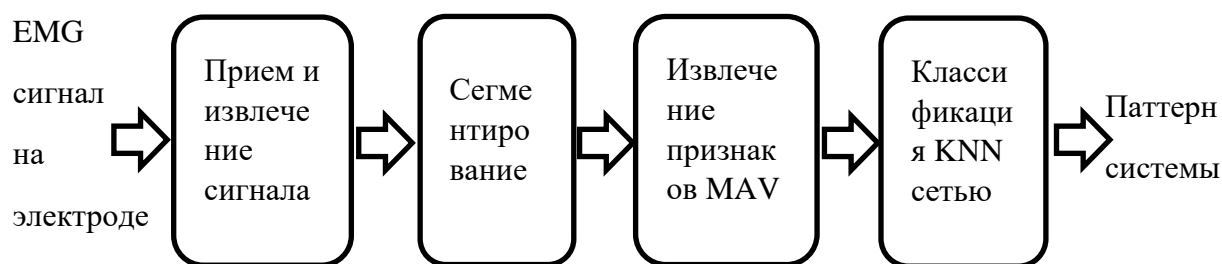 EMG
сигнал
на
электроде
Прием и
извлече
ние
сигнала
Сегме
нтиро
вание
Извлече
ние
признак
ов MAV
Класси
фикаци
я KNN
сетью
Паттерн
системы